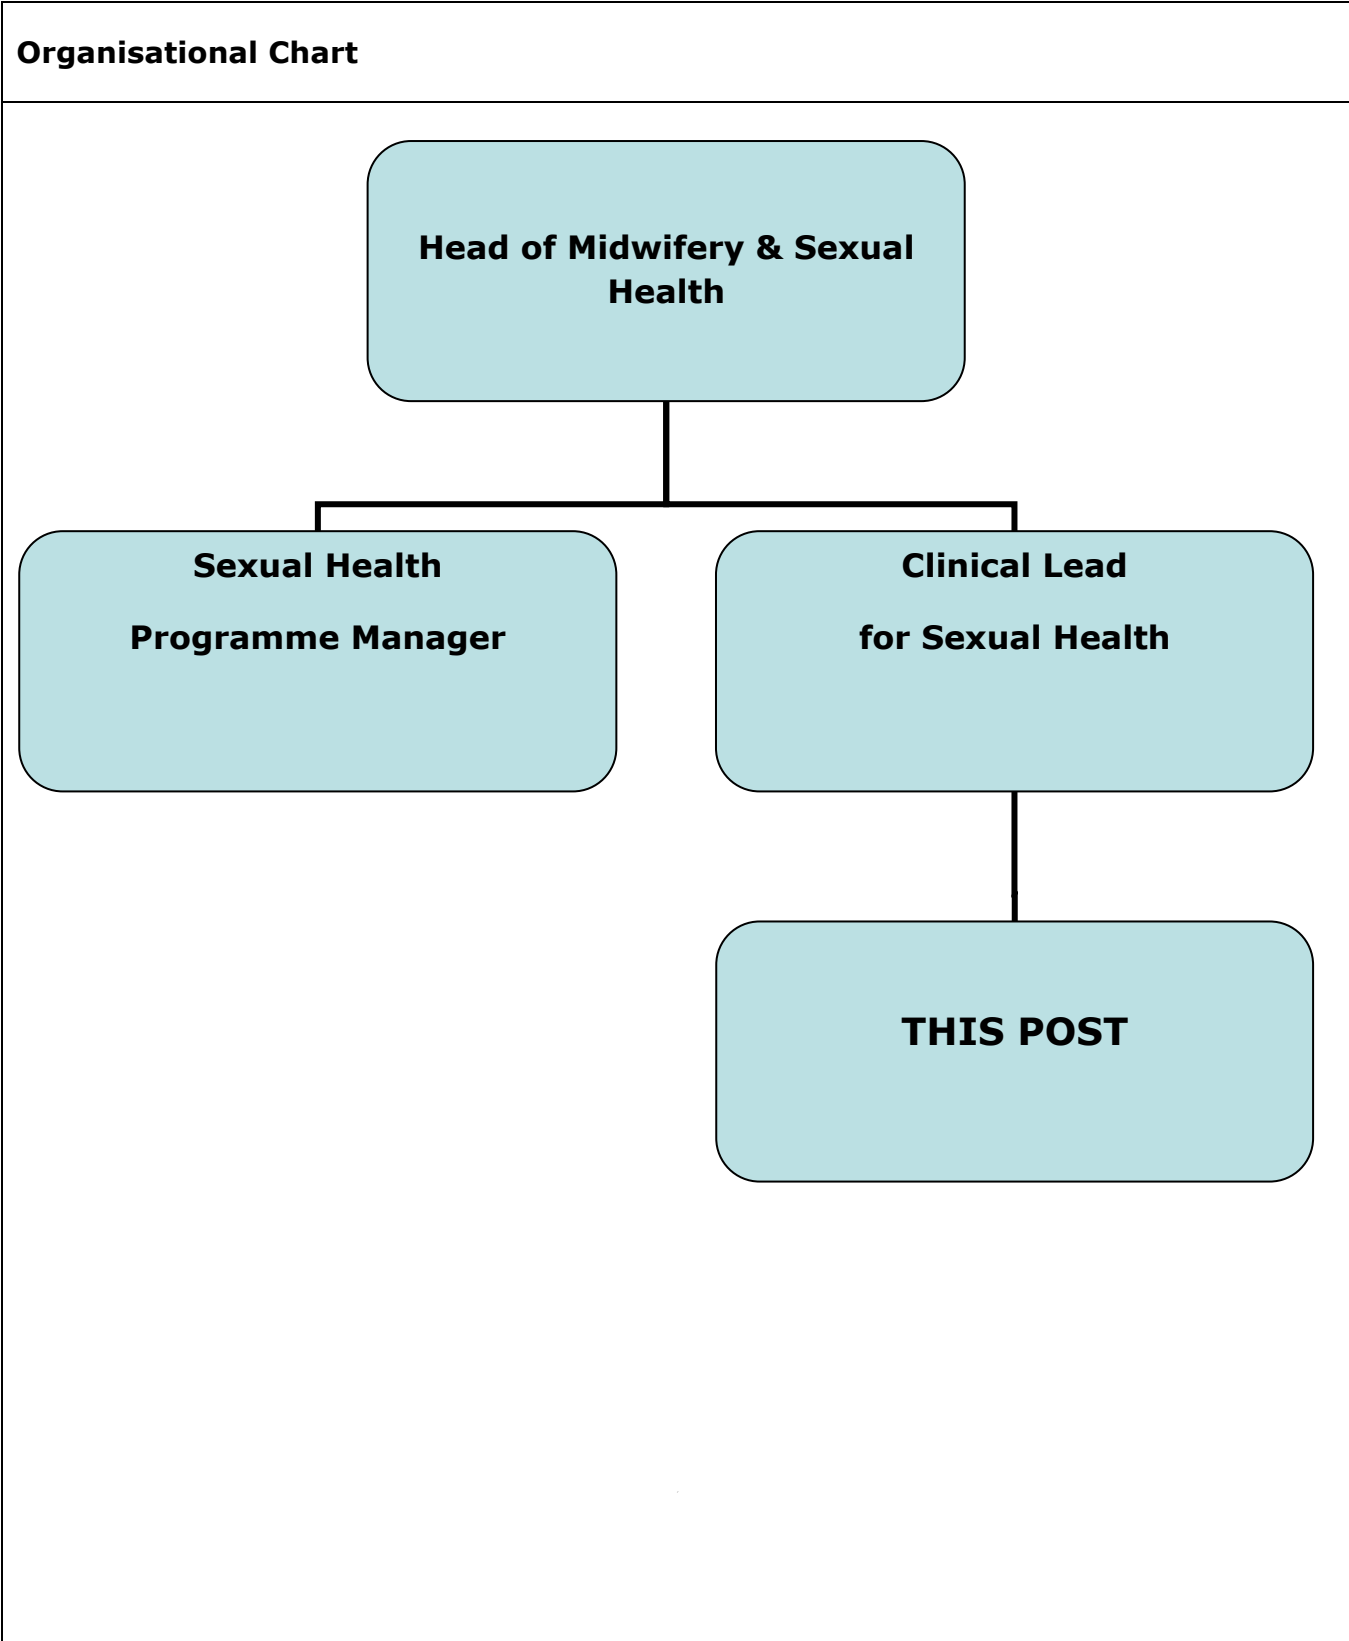 Organisational Chart
Head of Midwifery & Sexual
Health
Sexual Health
Programme Manager
Clinical Lead
for Sexual Health
THIS POST